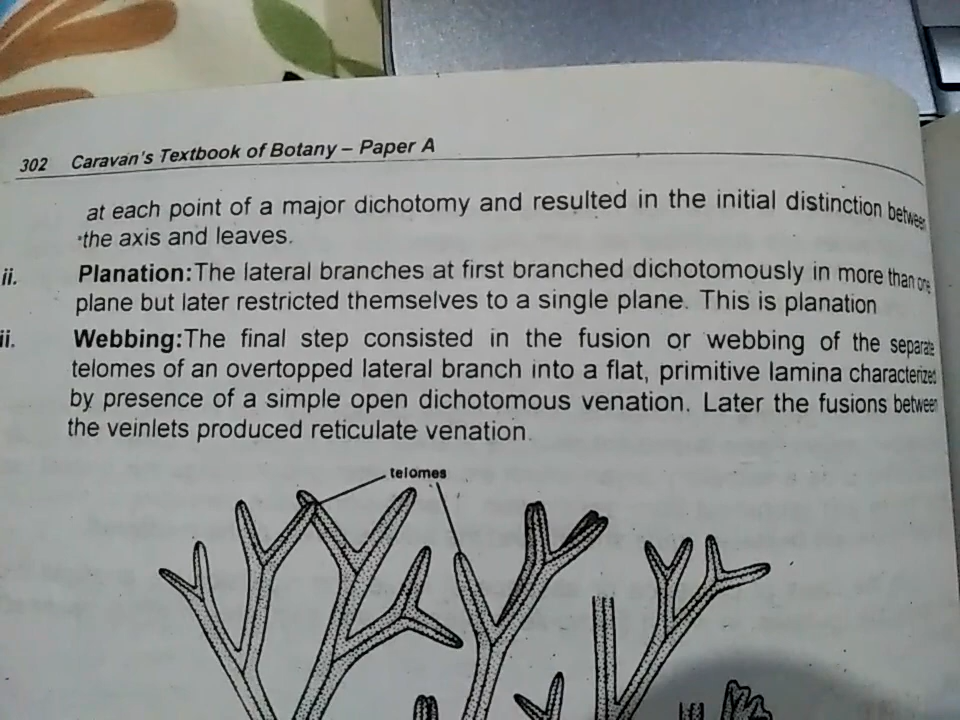 302 Caravan's Textbook of Botany – Paper A
at each point of a major dichotomy and resulted in the initial distinction between
the axis and leaves.
ii. Planation:The lateral branches at first branched dichotomously in more than one
plane but later restricted themselves to a single plane. This is planation
ii. Webbing:The final step consisted in the fusion or webbing of the separate
telomes of an overtopped lateral branch into a flat, primitive lamina characterized
by presence of a simple open dichotomous venation. Later the fusions between
the veinlets produced reticulate venation.
telomes